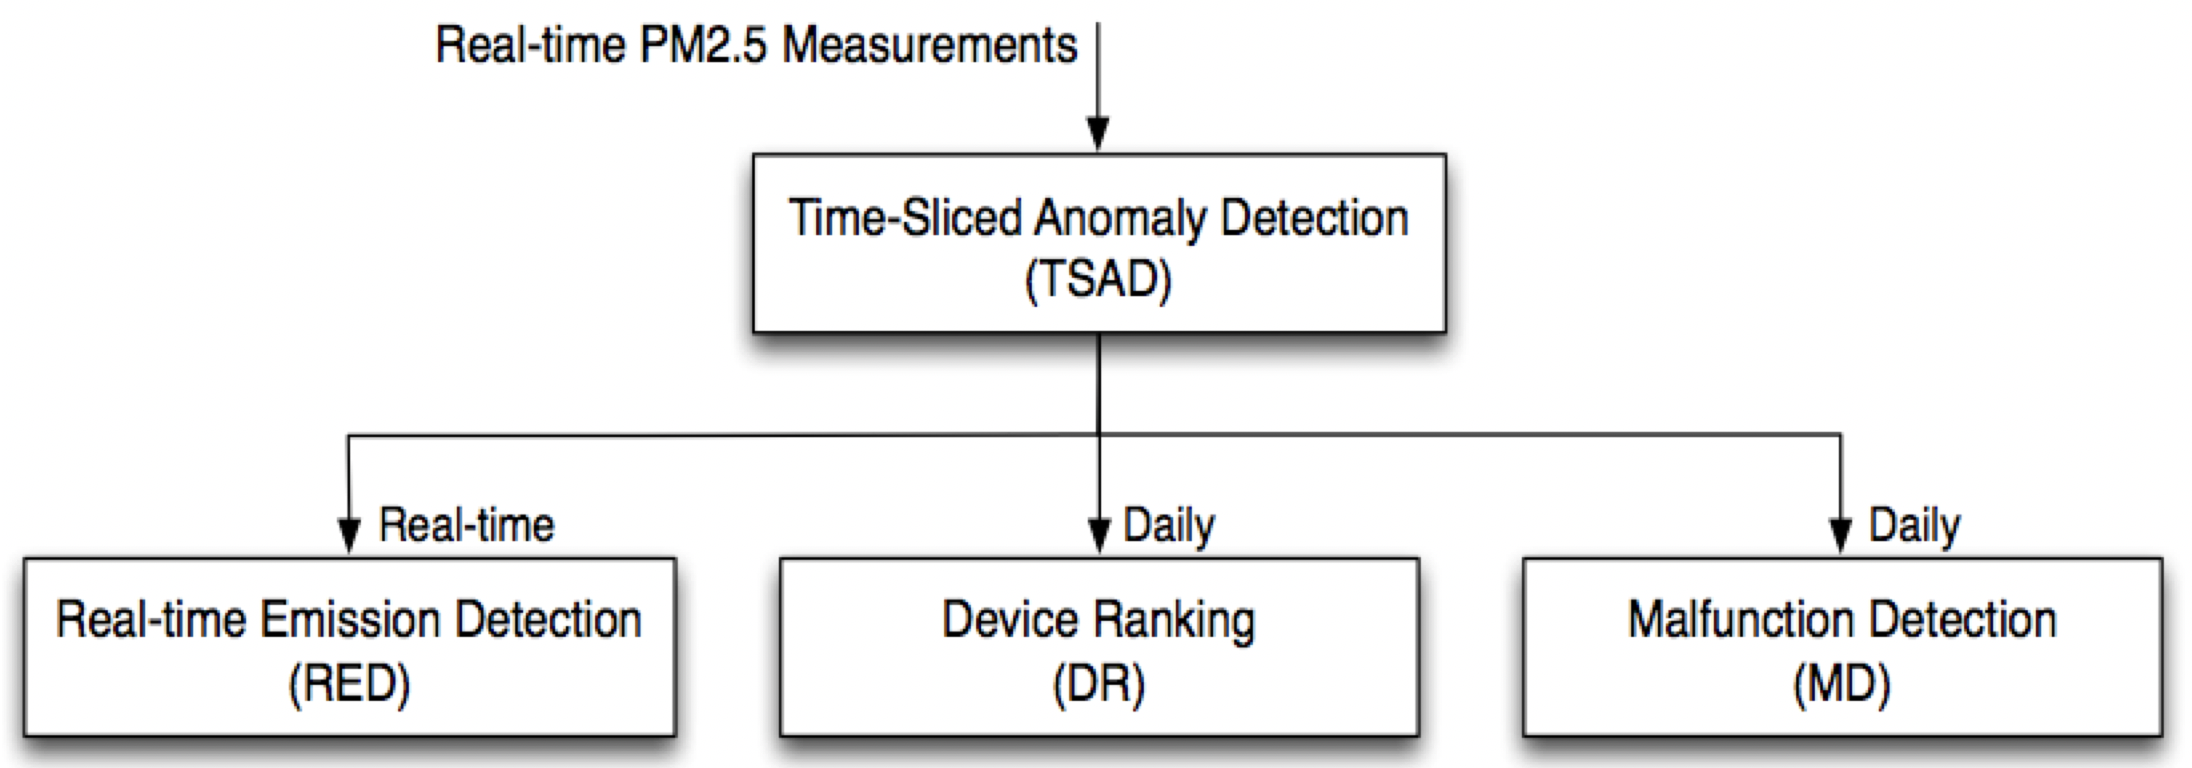 Real-time PM2.5 Measurements
Time-Sliced Anomaly Detection
(TSAD)
Real-time
Daily
Daily
Real-time Emission Detection
(RED)
Device Ranking
(DR)
Malfunction Detection
(MD)